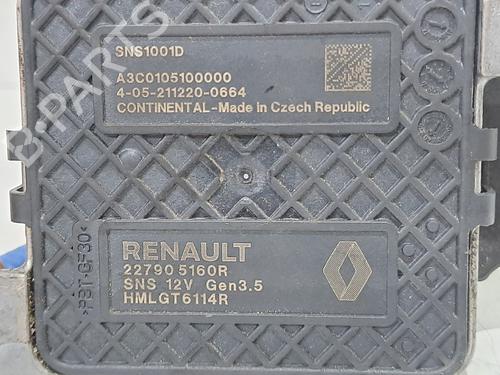 SNS1001D
A3C0105100000
4-05-211220-0664
CONTINENTAL-Made in Czech Republic
>PBT-GF30<
RENAULT
22790 5160R
SNS 12V Gen3.5
HMLGT6114R
B-Parts